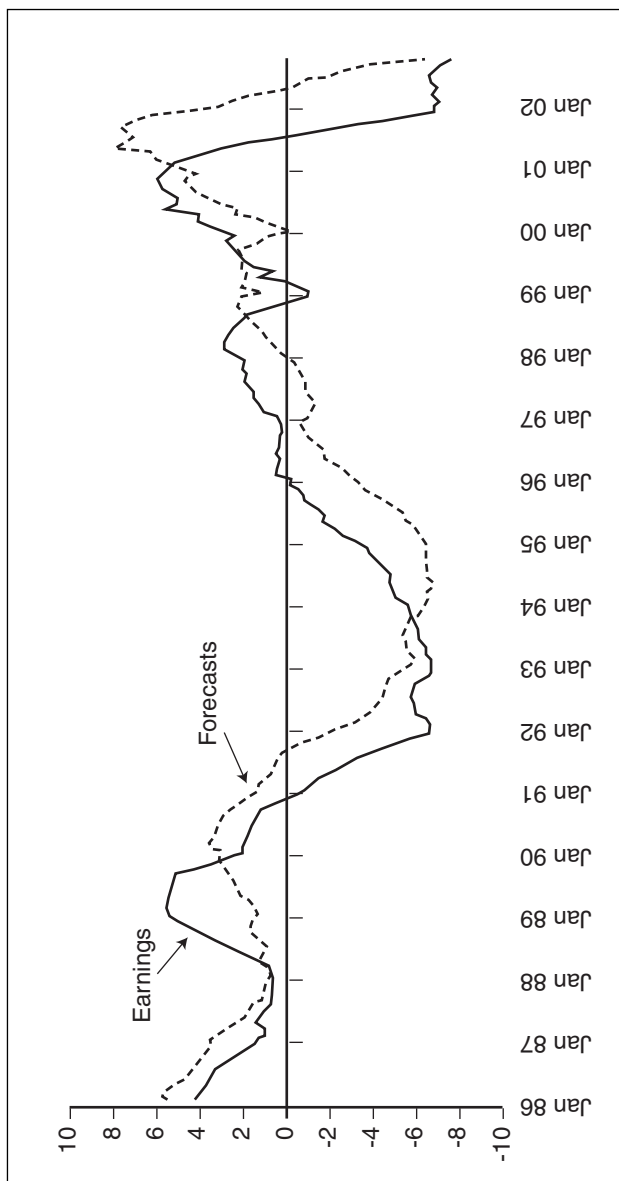 10
8
6
4
2
0
-2
-4
-6
-8
-10
Jan 86
Jan 87
Jan 88
Jan 89
Jan 90
Jan 91
Jan 92
Jan 93
Jan 94
Jan 95
Jan 96
Jan 97
Jan 98
Jan 99
Jan 00
Jan 01
Jan 02
Earnings
Forecasts